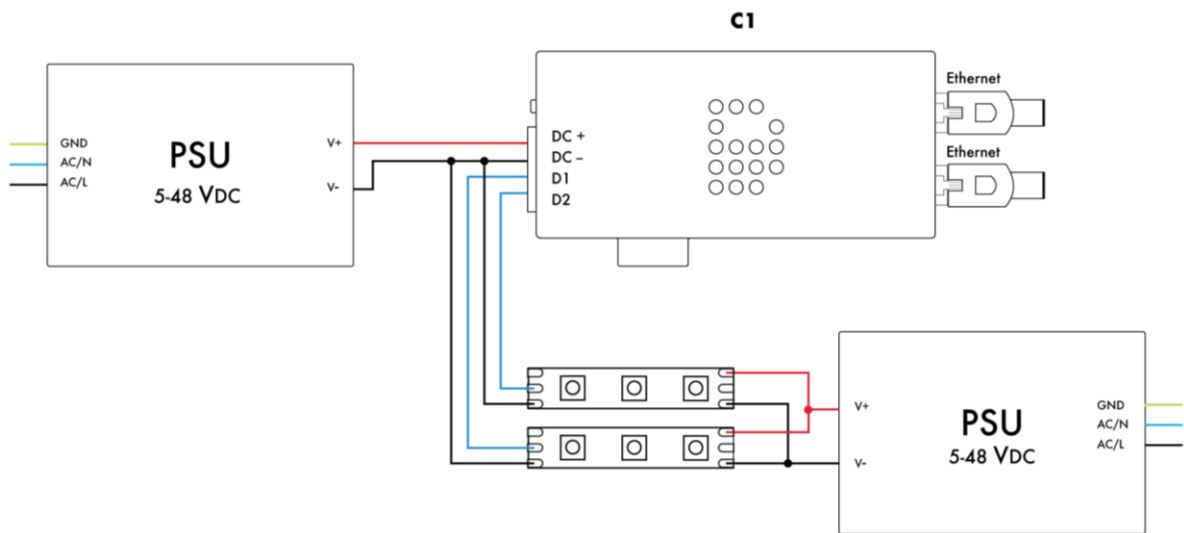 C1
Ethernet
Ethernet
GND
AC/N
AC/L
PSU
5-48 VDC
V+
V-
DC +
DC –
D1
D2
V+
V-
PSU
5-48 VDC
GND
AC/N
AC/L